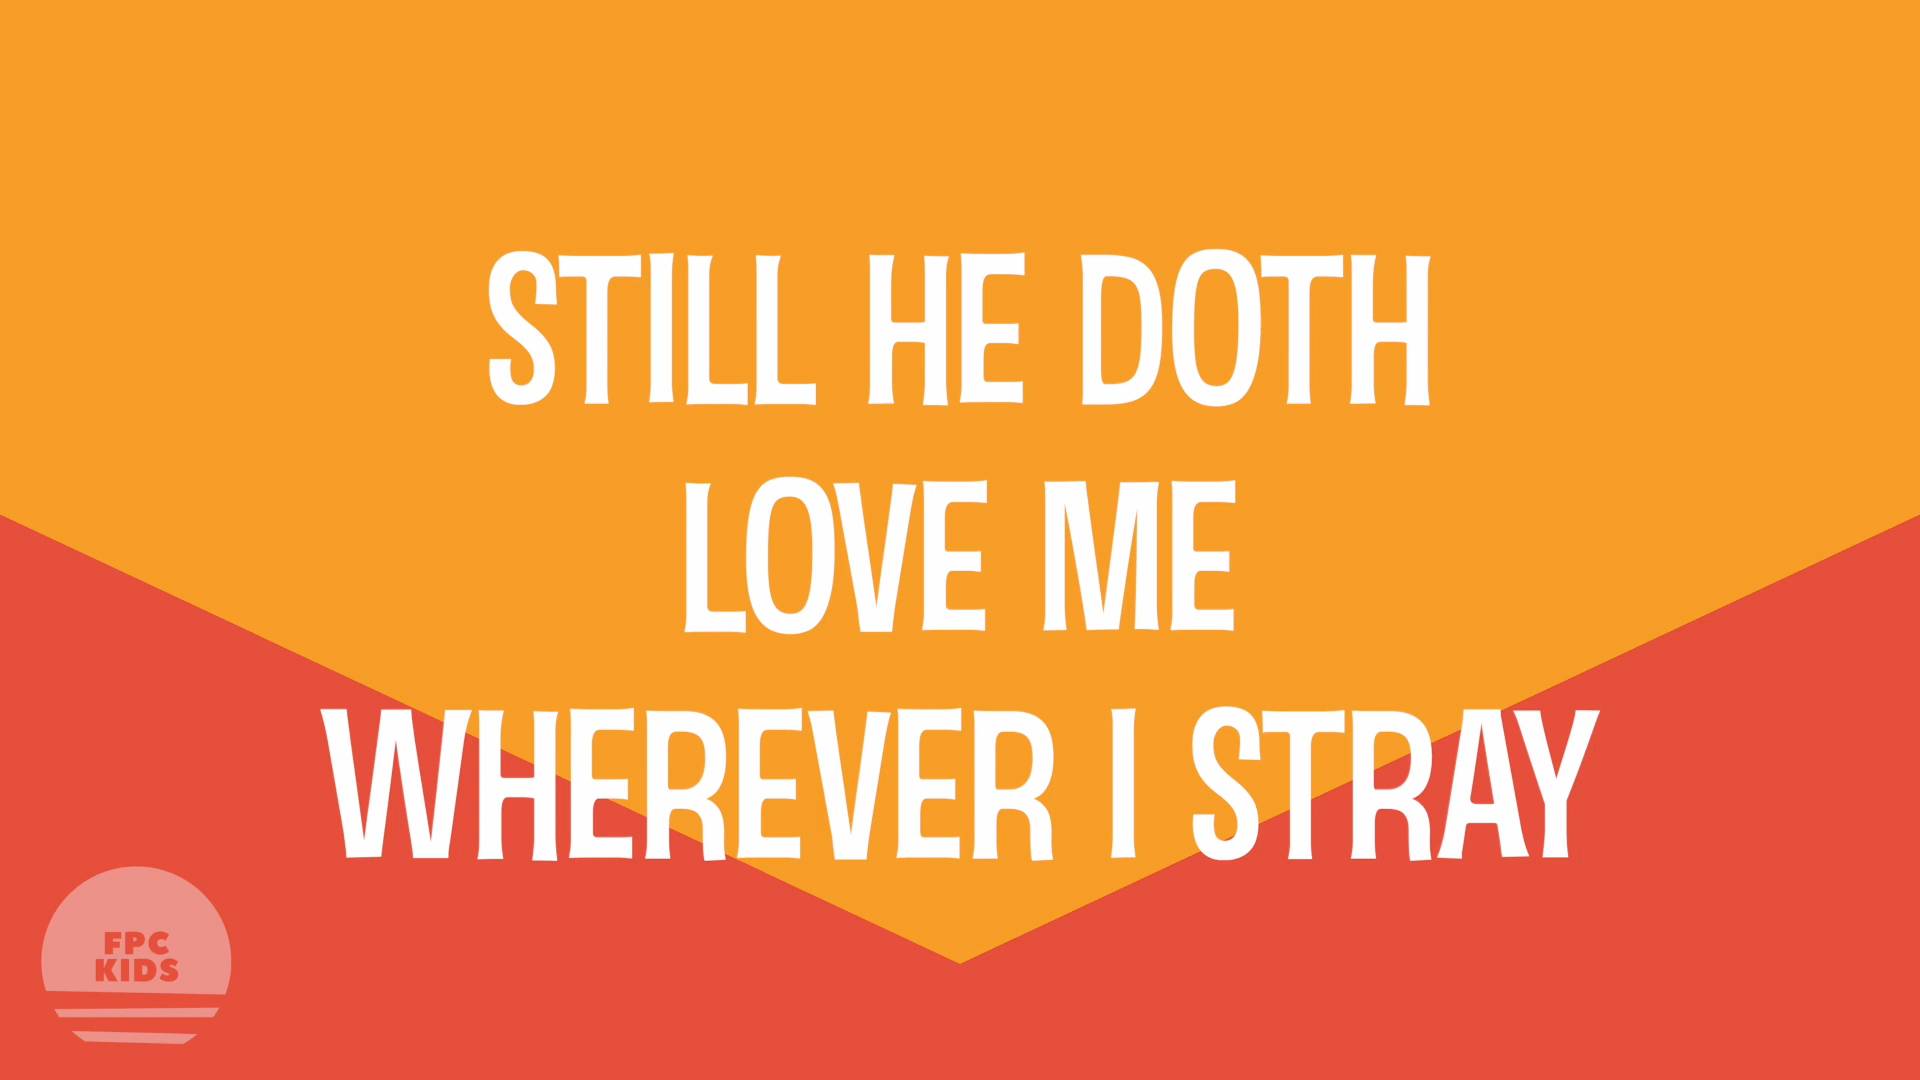 STILL HE DOTH
LOVE ME
WHEREVER I STRAY
FPC
KIDS